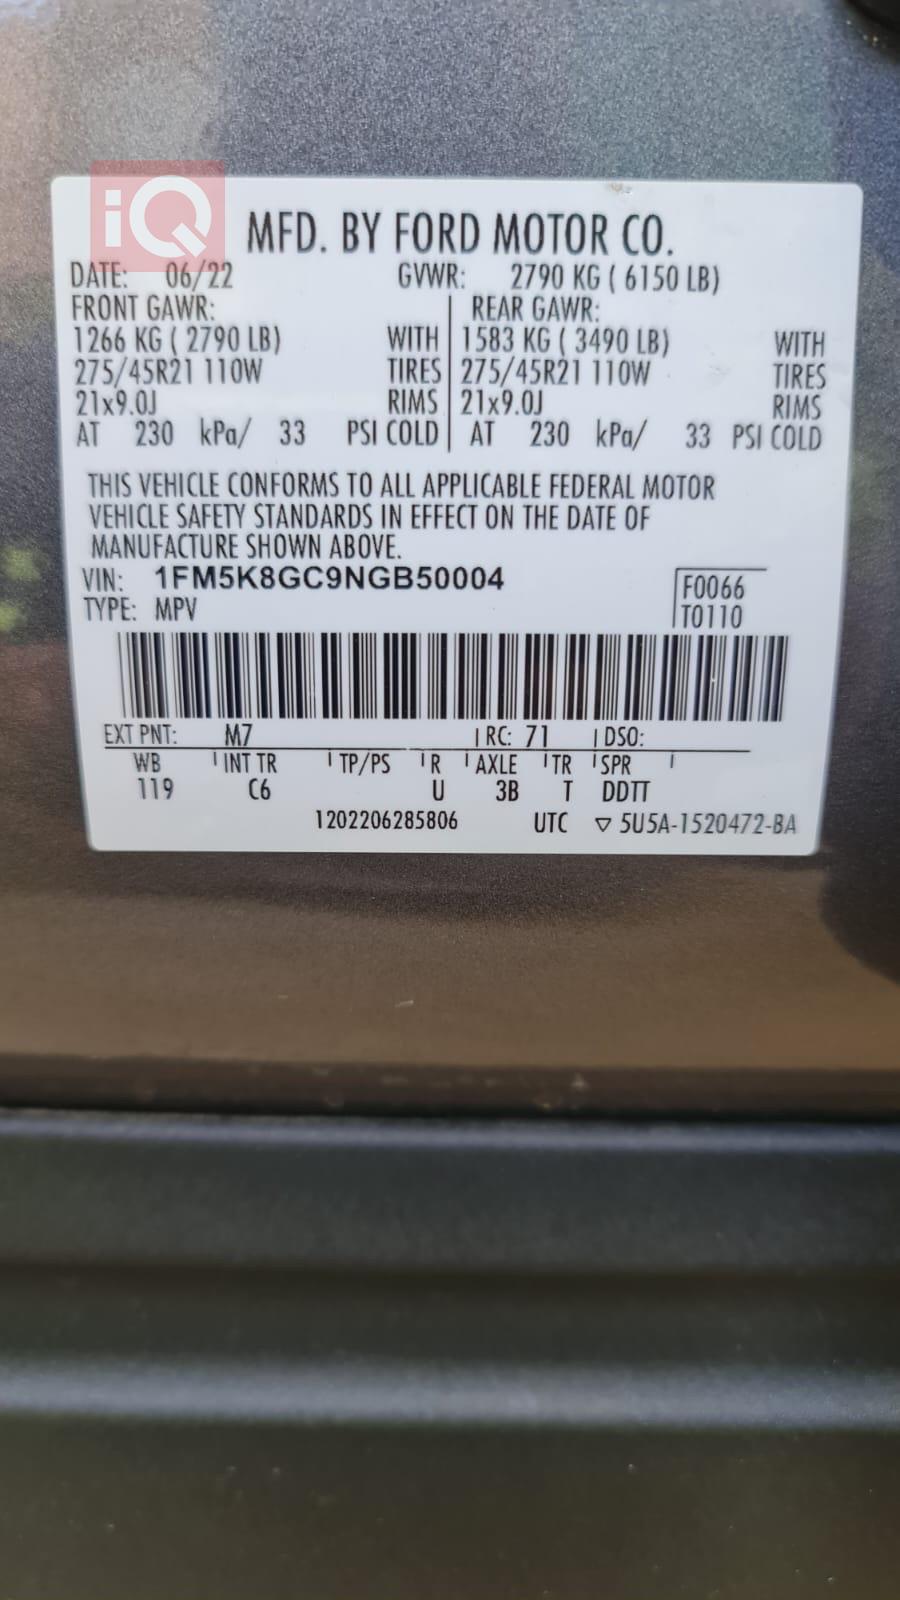 iQ
MFD. BY FORD MOTOR CO.
DATE: 06/22 GVWR: 2790 KG ( 6150 LB)
FRONT GAWR: REAR GAWR:
1266 KG ( 2790 LB) WITH 1583 KG ( 3490 LB) WITH
275/45R21 110W TIRES 275/45R21 110W TIRES
21x9.0J RIMS 21x9.0J RIMS
AT 230 kPa/ 33 PSI COLD AT 230 kPa/ 33 PSI COLD
THIS VEHICLE CONFORMS TO ALL APPLICABLE FEDERAL MOTOR
VEHICLE SAFETY STANDARDS IN EFFECT ON THE DATE OF
MANUFACTURE SHOWN ABOVE.
VIN: 1FM5K8GC9NGB50004 F0066
TYPE: MPV T0110
EXT PNT: M7 RC: 71 DSO:
WB INT TR TP/PS R AXLE TR SPR
119 C6 U 3B T DDTT
1202206285806 UTC ▽ 5U5A-1520472-BA